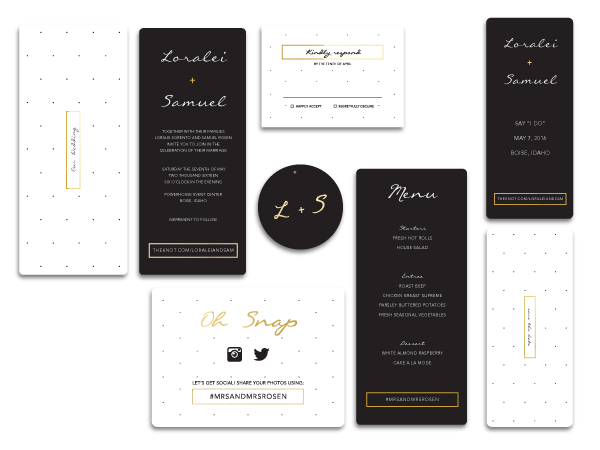 Our Wedding
Loralei
+
Samuel
TOGETHER WITH THEIR FAMILIES
LORALEI SORENTO AND SAMUEL ROSEN
INVITE YOU TO JOIN IN THE
CELEBRATION OF THEIR MARRIAGE
SATURDAY THE SEVENTH OF MAY
TWO THOUSAND SIXTEEN
SIX O'CLOCK IN THE EVENING
POWERHOUSE EVENT CENTER
BOISE, IDAHO
MERRIMENT TO FOLLOW
THEKNOT.COM/LORALEIANDSAM
Kindly respond
BY THE TENTH OF APRIL
HAPPILY ACCEPT REGRETFULLY DECLINE
L + S
Oh Snap
LET'S GET SOCIAL! SHARE YOUR PHOTOS USING:
#MRSANDMRSROSEN
Menu
Starters
FRESH HOT ROLLS
HOUSE SALAD
Entree
ROAST BEEF
CHICKEN BREAST SUPREME
PARSLEY BUTTERED POTATOES
FRESH SEASONAL VEGETABLES
Dessert
WHITE ALMOND RASPBERRY
CAKE A LA MODE
#MRSANDMRSROSEN
Loralei
+
Samuel
SAY "I DO"
MAY 7, 2016
BOISE, IDAHO
THEKNOT.COM/LORALEIANDSAM